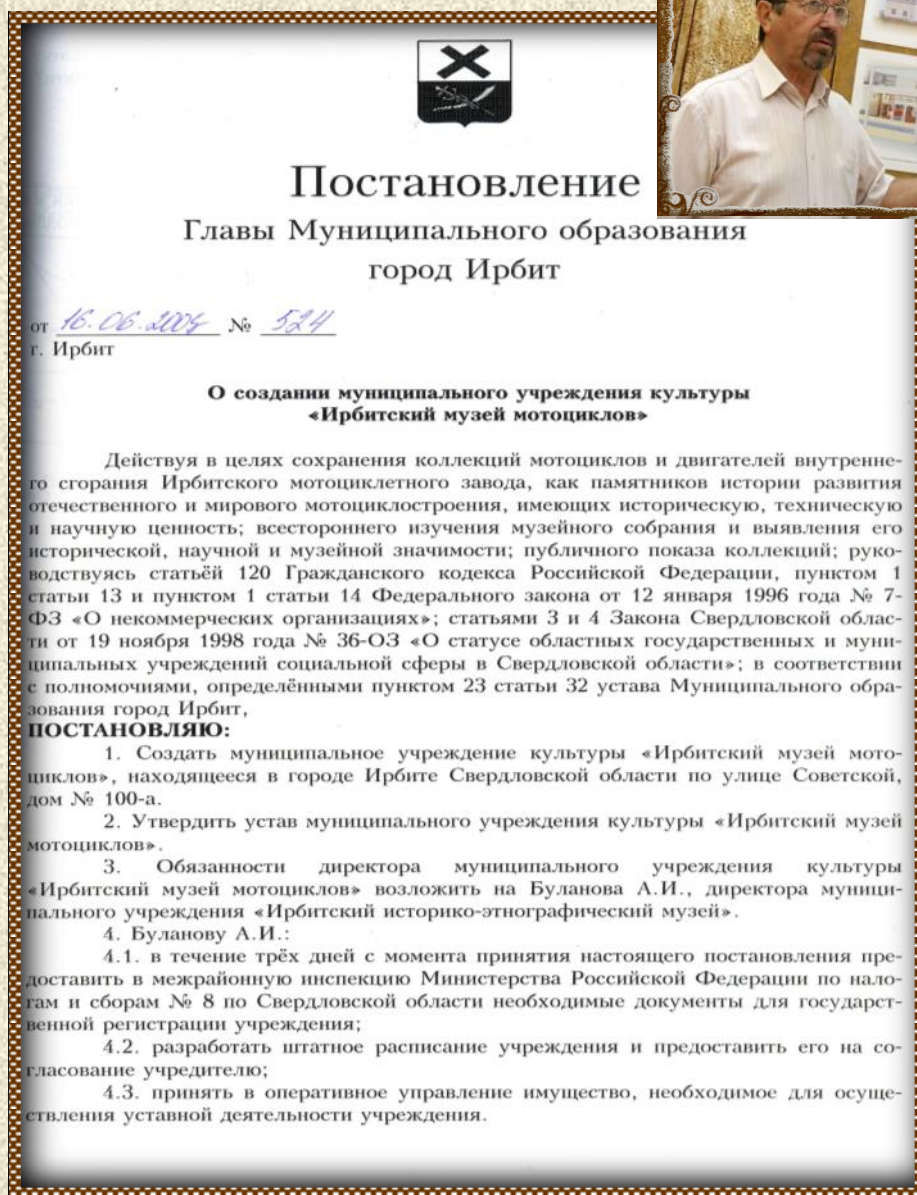 Постановление
Главы Муниципального образования
город Ирбит
от 16.06.2004 № 524
г. Ирбит
О создании муниципального учреждения культуры
«Ирбитский музей мотоциклов»
Действуя в целях сохранения коллекций мотоциклов и двигателей внутренне-
го сгорания Ирбитского мотоциклетного завода, как памятников истории развития
отечественного и мирового мотоциклостроения, имеющих историческую, техническую
и научную ценность; всестороннего изучения музейного собрания и выявления его
исторической, научной и музейной значимости; публичного показа коллекций; руко-
водствуясь статьёй 120 Гражданского кодекса Российской Федерации, пунктом 1
статьи 13 и пунктом 1 статьи 14 Федерального закона от 12 января 1996 года № 7-
ФЗ «О некоммерческих организациях»; статьями 3 и 4 Закона Свердловской облас-
ти от 19 ноября 1998 года № 36-ОЗ «О статусе областных государственных и муни-
ципальных учреждений социальной сферы в Свердловской области»; в соответствии
с полномочиями, определёнными пунктом 23 статьи 32 устава Муниципального обра-
зования город Ирбит,
ПОСТАНОВЛЯЮ:
1. Создать муниципальное учреждение культуры «Ирбитский музей мото-
циклов», находящееся в городе Ирбите Свердловской области по улице Советской,
дом № 100-а.
2. Утвердить устав муниципального учреждения культуры «Ирбитский музей
мотоциклов».
3. Обязанности директора муниципального учреждения культуры
«Ирбитский музей мотоциклов» возложить на Буланова А.И., директора муници-
пального учреждения «Ирбитский историко-этнографический музей».
4. Буланову А.И.:
4.1. в течение трёх дней с момента принятия настоящего постановления пре-
доставить в межрайонную инспекцию Министерства Российской Федерации по нало-
гам и сборам № 8 по Свердловской области необходимые документы для государст-
венной регистрации учреждения;
4.2. разработать штатное расписание учреждения и предоставить его на со-
гласование учредителю;
4.3. принять в оперативное управление имущество, необходимое для осуще-
ствления уставной деятельности учреждения.